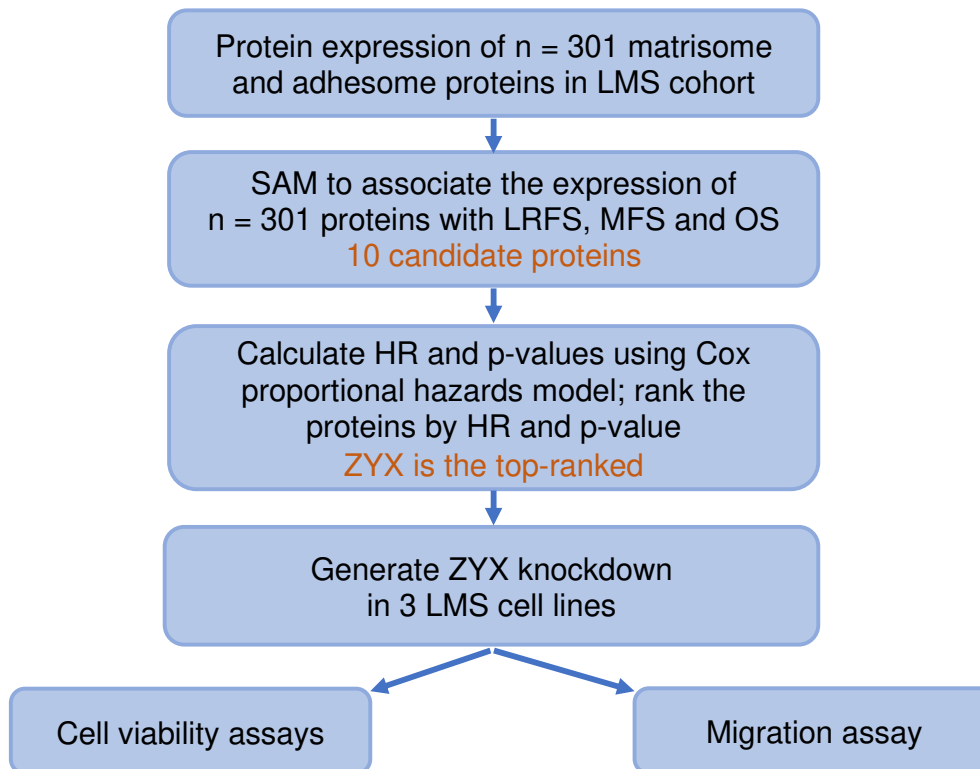 Protein expression of n = 301 matrisome
and adhesome proteins in LMS cohort
SAM to associate the expression of
n = 301 proteins with LRFS, MFS and OS
10 candidate proteins
Calculate HR and p-values using Cox
proportional hazards model; rank the
proteins by HR and p-value
ZYX is the top-ranked
Generate ZYX knockdown
in 3 LMS cell lines
Cell viability assays
Migration assay